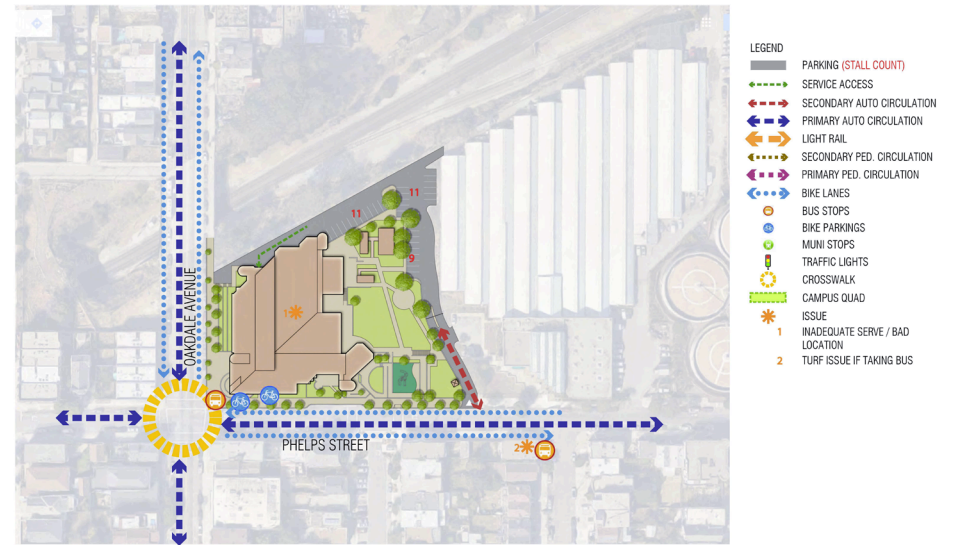 LEGEND
PARKING (STALL COUNT)
SERVICE ACCESS
SECONDARY AUTO CIRCULATION
PRIMARY AUTO CIRCULATION
LIGHT RAIL
SECONDARY PED. CIRCULATION
PRIMARY PED. CIRCULATION
BIKE LANES
BUS STOPS
BIKE PARKINGS
MUNI STOPS
TRAFFIC LIGHTS
CROSSWALK
CAMPUS QUAD
ISSUE
1 INADEQUATE SERVE / BAD
LOCATION
2 TURF ISSUE IF TAKING BUS
11
11
9
1
OAKDALE AVENUE
PHELPS STREET
2